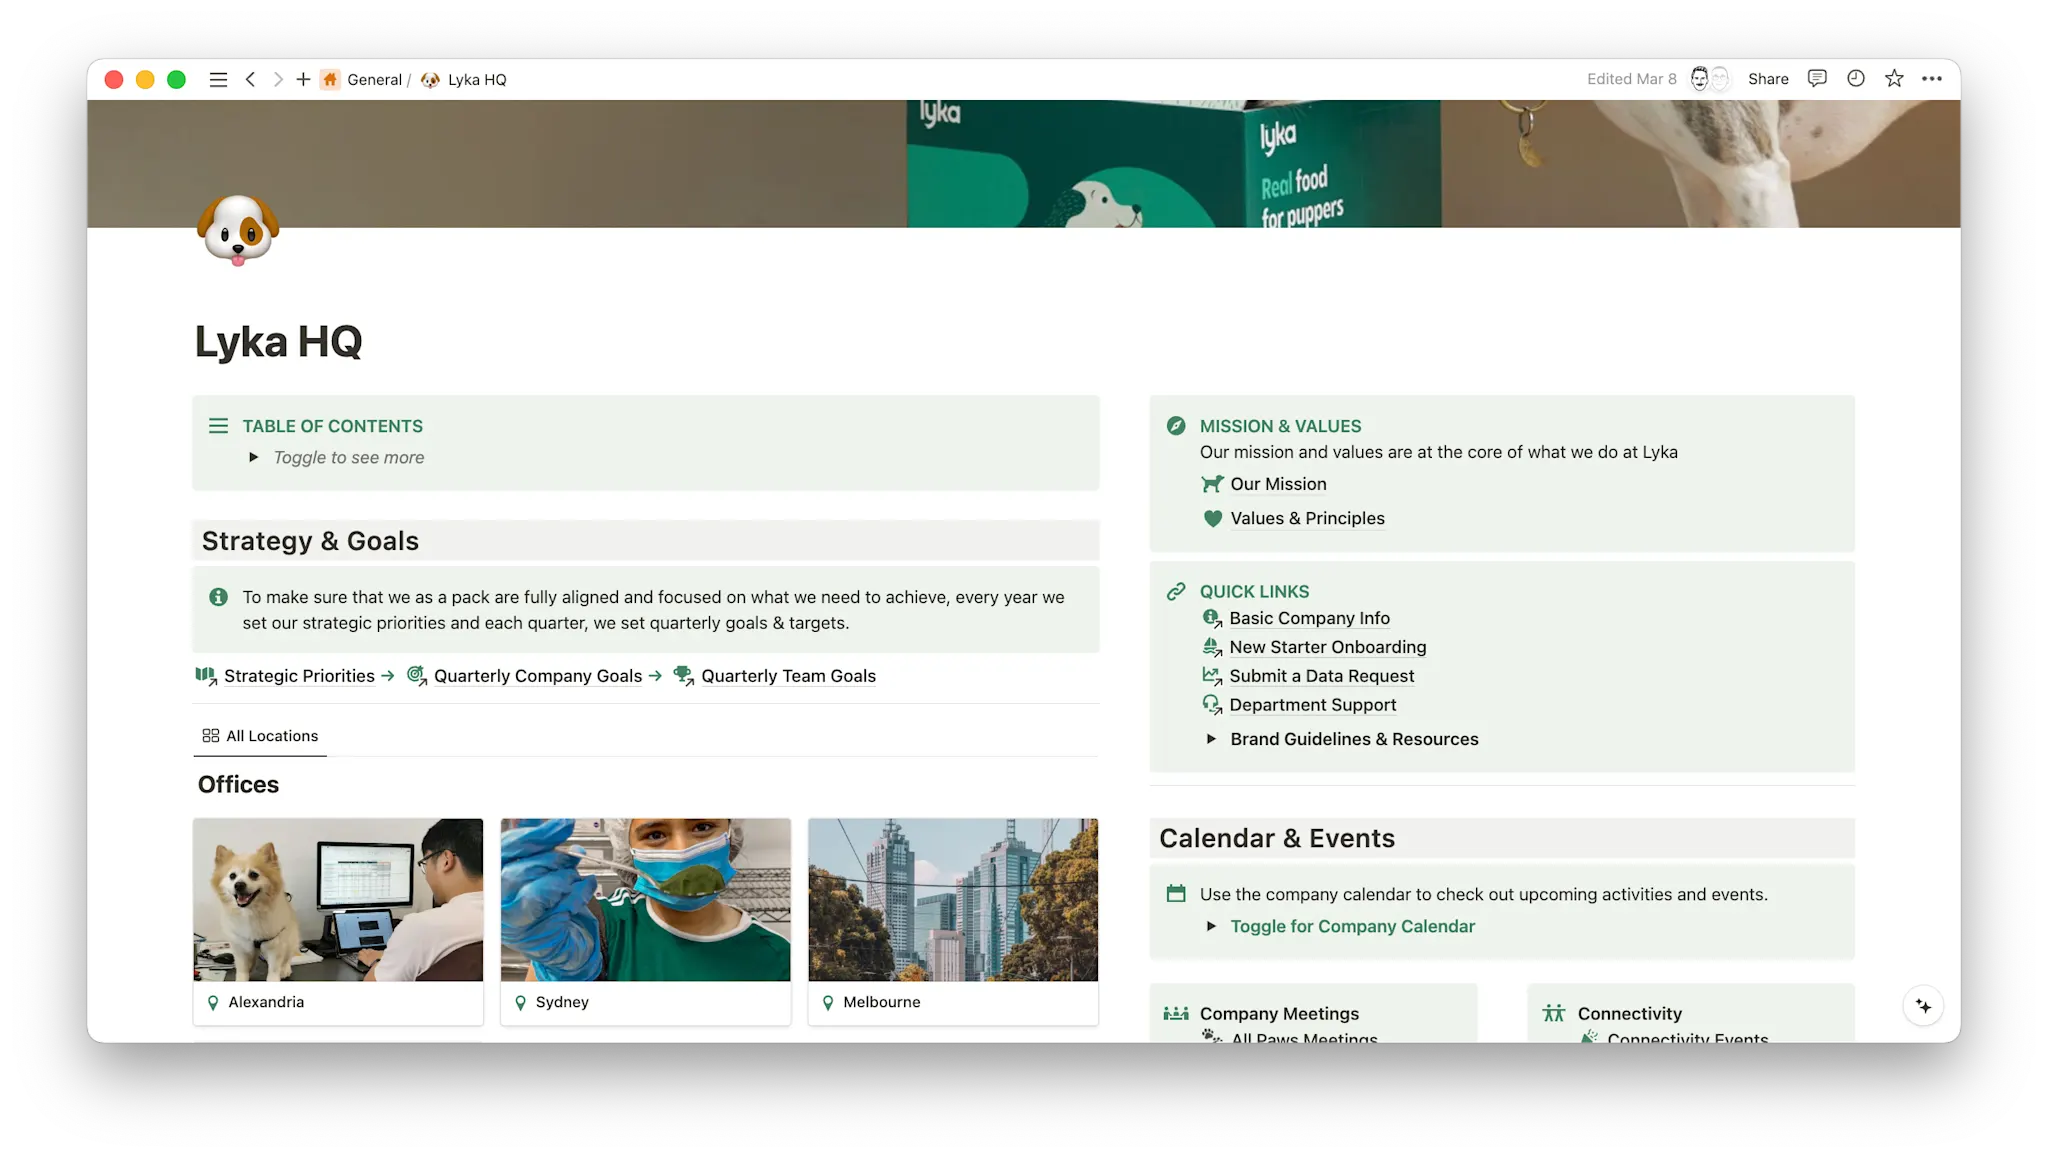 General / Lyka HQ
Edited Mar 8
Share
lyka
lyka
Real food
for puppers
Lyka HQ
TABLE OF CONTENTS
Toggle to see more
Strategy & Goals
To make sure that we as a pack are fully aligned and focused on what we need to achieve, every year we
set our strategic priorities and each quarter, we set quarterly goals & targets.
Strategic Priorities → Quarterly Company Goals → Quarterly Team Goals
All Locations
Offices
Alexandria
Sydney
Melbourne
MISSION & VALUES
Our mission and values are at the core of what we do at Lyka
Our Mission
Values & Principles
QUICK LINKS
Basic Company Info
New Starter Onboarding
Submit a Data Request
Department Support
Brand Guidelines & Resources
Calendar & Events
Use the company calendar to check out upcoming activities and events.
Toggle for Company Calendar
Company Meetings
All Paws Meetings
Connectivity
Connectivity Events